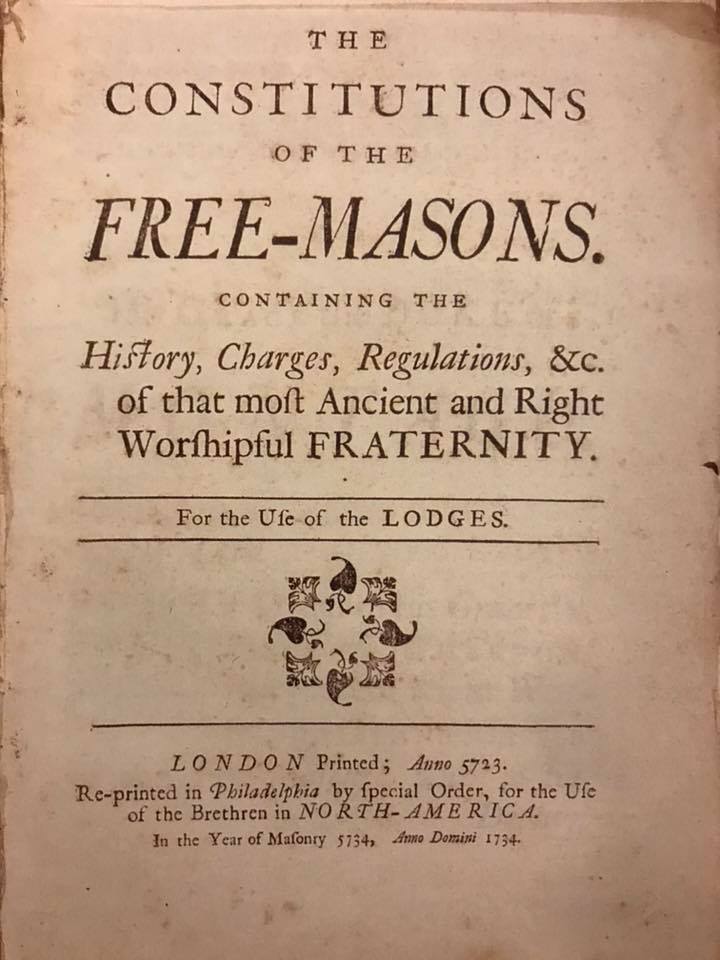 THE
CONSTITUTIONS
OF THE
FREE-MASONS.
CONTAINING THE
History, Charges, Regulations, &c.
of that moſt Ancient and Right
Worſhipful FRATERNITY.
For the Uſe of the LODGES.
LONDON Printed; Anno 5723.
Re-printed in Philadelphia by ſpecial Order, for the Uſe
of the Brethren in NORTH-AMERICA.
In the Year of Maſonry 5734, Anno Domini 1734.